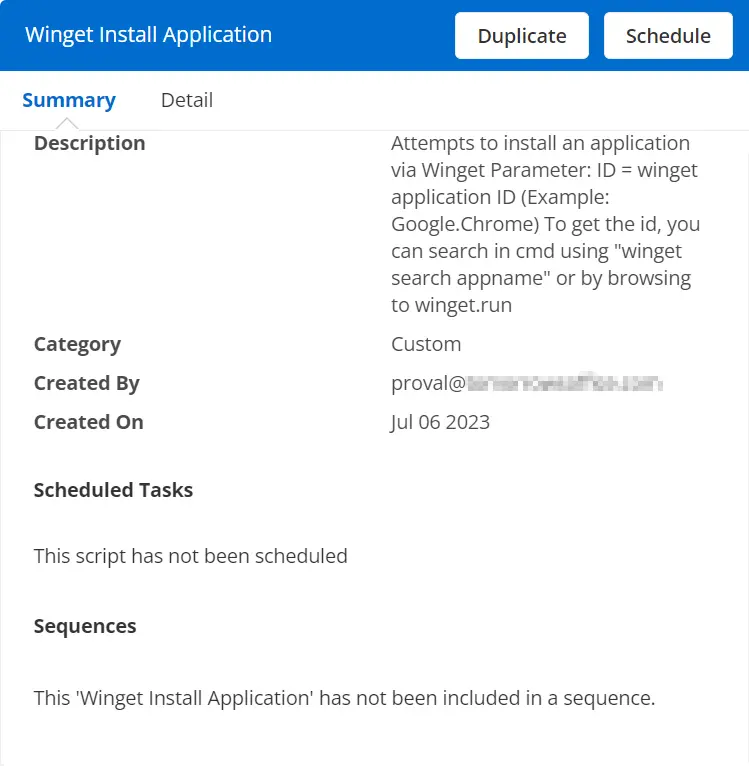 Winget Install Application
Duplicate
Schedule
Summary
Detail
Description
Attempts to install an application
via Winget Parameter: ID = winget
application ID (Example:
Google.Chrome) To get the id, you
can search in cmd using "winget
search appname" or by browsing
to winget.run
Category
Custom
Created By
proval@
Created On
Jul 06 2023
Scheduled Tasks
This script has not been scheduled
Sequences
This 'Winget Install Application' has not been included in a sequence.